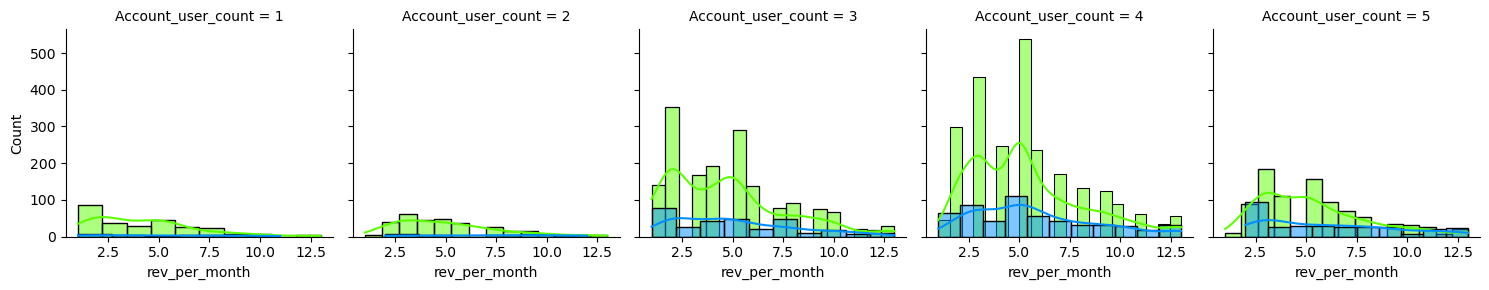 Account_user_count = 1
Account_user_count = 2
Account_user_count = 3
Account_user_count = 4
Account_user_count = 5
Count
500
400
300
200
100
0
2.5 5.0 7.5 10.0 12.5
2.5 5.0 7.5 10.0 12.5
2.5 5.0 7.5 10.0 12.5
2.5 5.0 7.5 10.0 12.5
2.5 5.0 7.5 10.0 12.5
rev_per_month
rev_per_month
rev_per_month
rev_per_month
rev_per_month